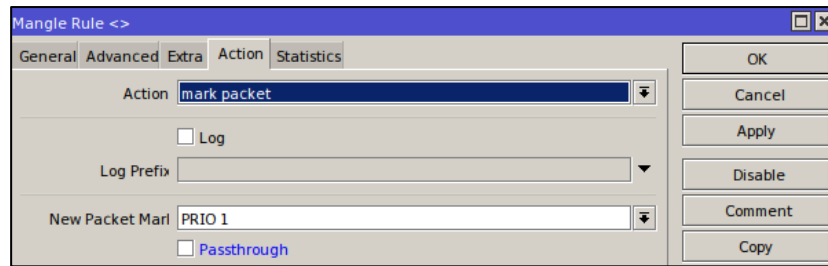 Mangle Rule <>
General Advanced Extra Action Statistics
OK
Action mark packet
Cancel
Log
Apply
Log Prefix
Disable
New Packet Marl PRIO 1
Comment
Passthrough
Copy